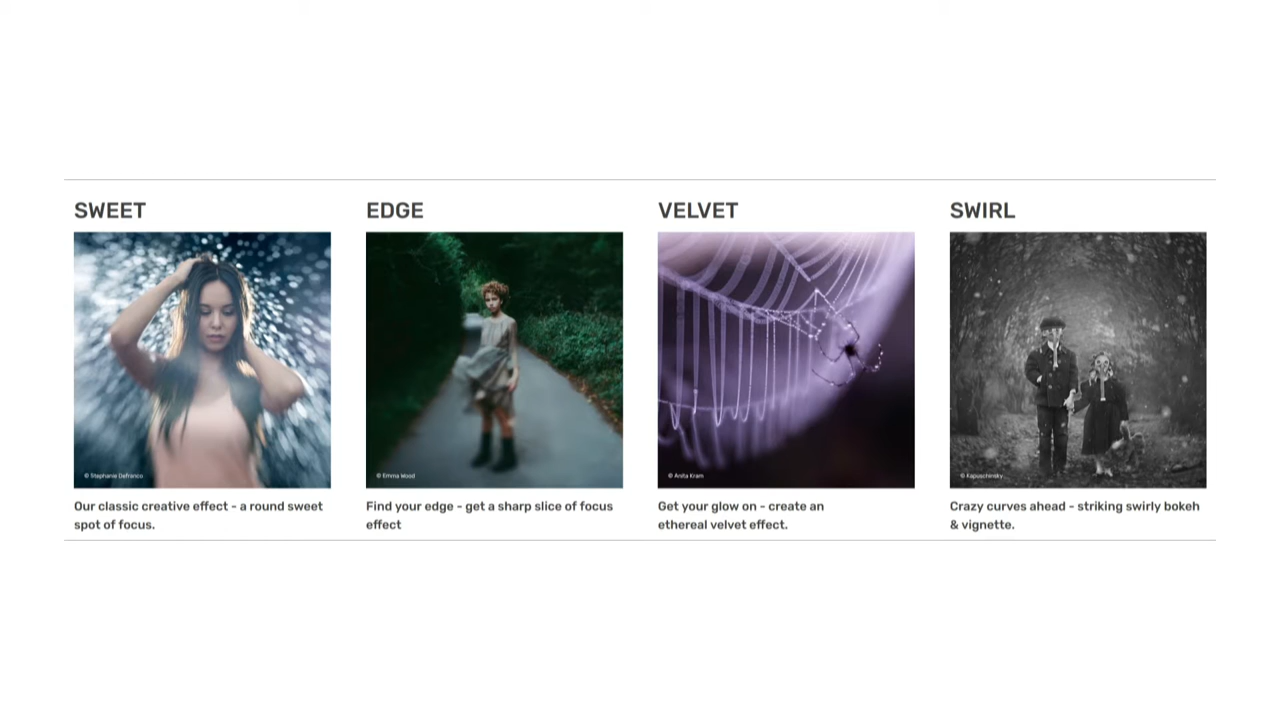 SWEET
© Stephanie Defranco
Our classic creative effect - a round sweet
spot of focus.
EDGE
© Emma Wood
Find your edge - get a sharp slice of focus
effect
VELVET
© Anita Kram
Get your glow on - create an
ethereal velvet effect.
SWIRL
© Kapuschinsky
Crazy curves ahead - striking swirly bokeh
& vignette.